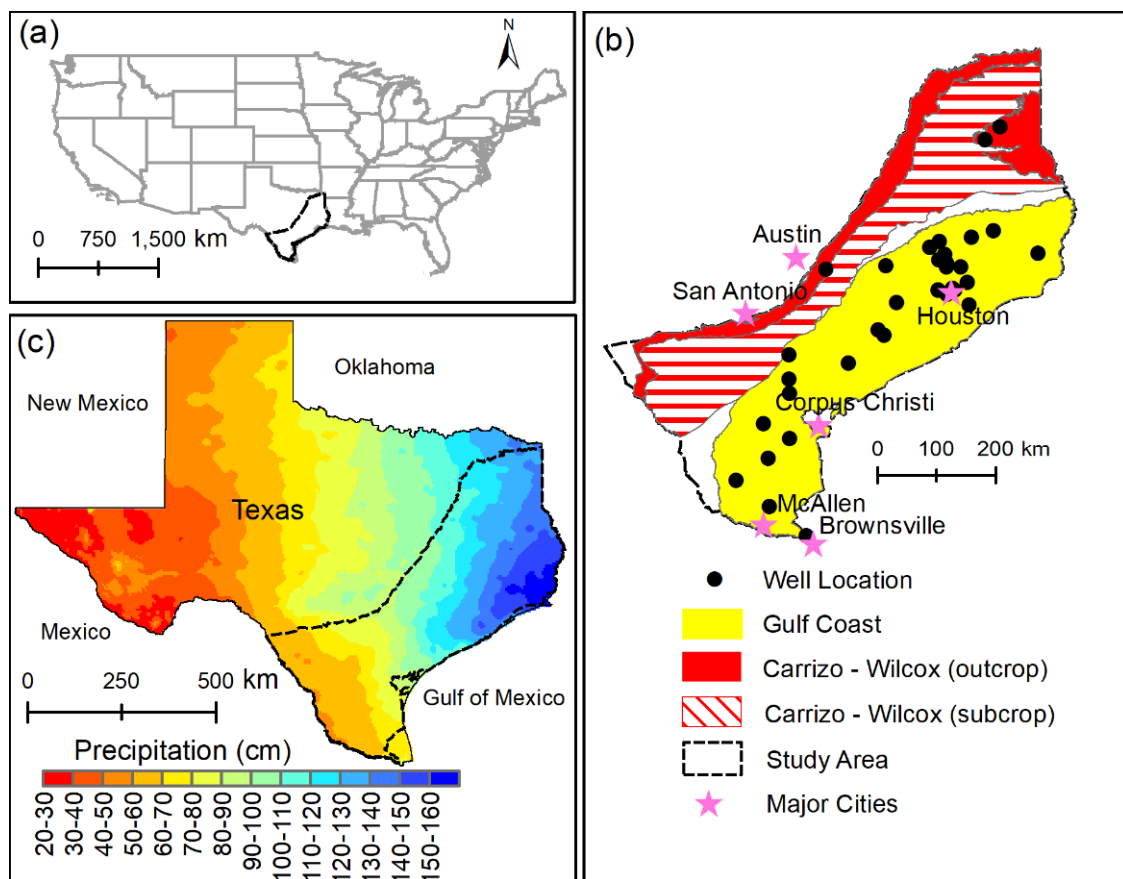 (a)
N
0 750 1,500 km
(b)
Austin
San Antonio
Houston
Corpus Christi
0 100 200 km
McAllen
Brownsville
Well Location
Gulf Coast
Carrizo - Wilcox (outcrop)
Carrizo - Wilcox (subcrop)
Study Area
Major Cities
(c)
Oklahoma
New Mexico
Texas
Mexico
Gulf of Mexico
0 250 500 km
Precipitation (cm)
20-30
30-40
40-50
50-60
60-70
70-80
80-90
90-100
100-110
110-120
120-130
130-140
140-150
150-160